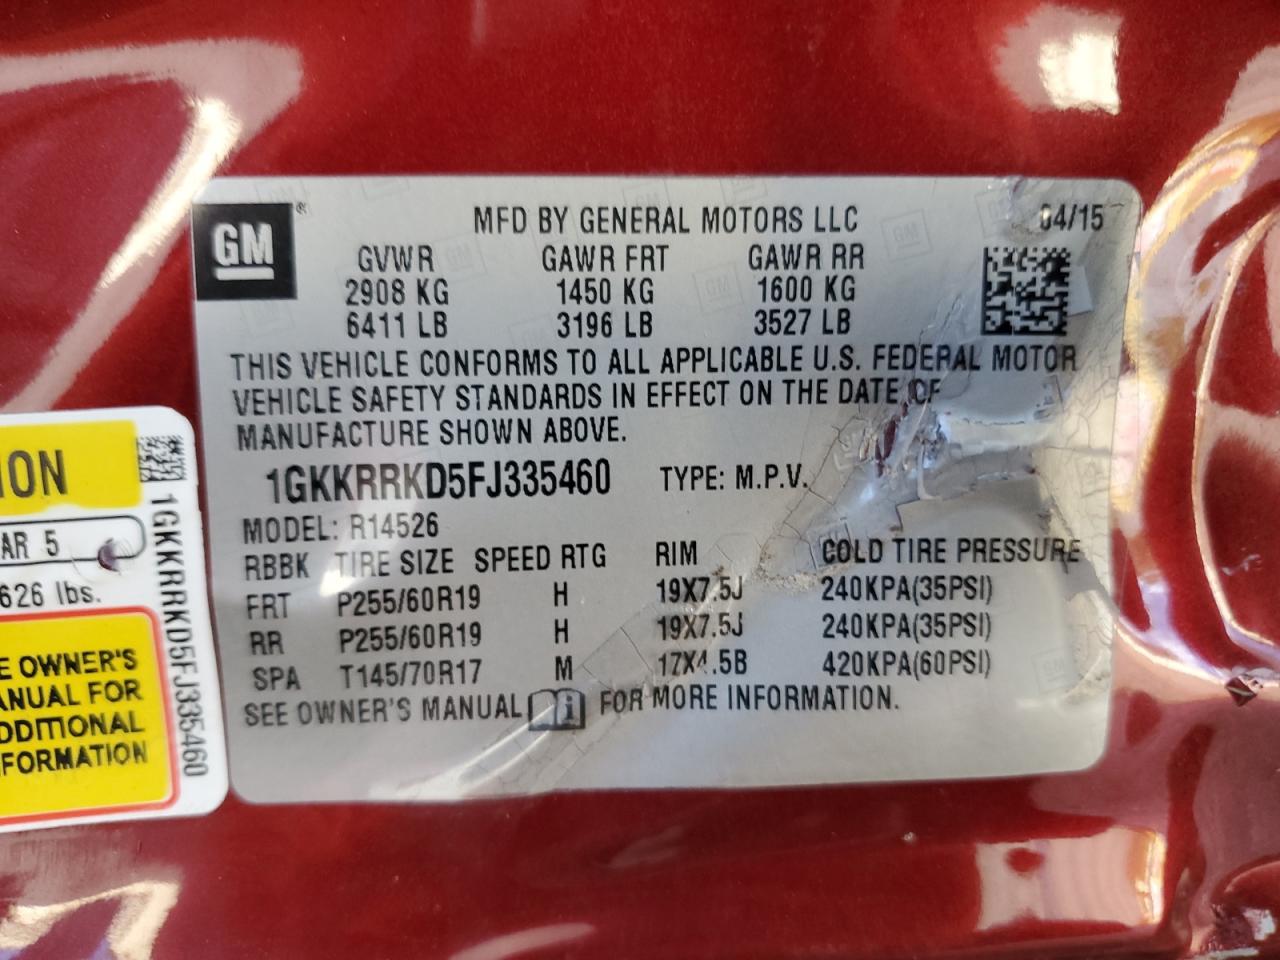 GM ®
MFD BY GENERAL MOTORS LLC 04/15
GVWR GAWR FRT GAWR RR
2908 KG 1450 KG 1600 KG
6411 LB 3196 LB 3527 LB
THIS VEHICLE CONFORMS TO ALL APPLICABLE U.S. FEDERAL MOTOR
VEHICLE SAFETY STANDARDS IN EFFECT ON THE DATE OF
MANUFACTURE SHOWN ABOVE.
1GKKRRKD5FJ335460 TYPE: M.P.V.
MODEL: R14526
RBBK TIRE SIZE SPEED RTG RIM COLD TIRE PRESSURE
FRT P255/60R19 H 19X7.5J 240KPA(35PSI)
RR P255/60R19 H 19X7.5J 240KPA(35PSI)
SPA T145/70R17 M 17X4.5B 420KPA(60PSI)
SEE OWNER'S MANUAL i FOR MORE INFORMATION.
ION
AR 5
626 lbs.
E OWNER'S
ANUAL FOR
DDITIONAL
FORMATION
1GKKRRKD5FJ335460